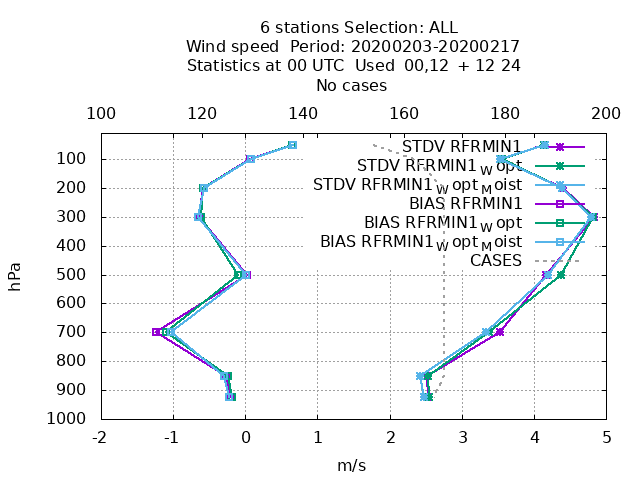 6 stations Selection: ALL
Wind speed  Period: 20200203-20200217
Statistics at 00 UTC  Used  00,12  + 12 24
No cases
100 120 140 160 180 200
STDV RFRMIN1
STDV RFRMIN1_W opt
STDV RFRMIN1_W opt_M oist
BIAS RFRMIN1
BIAS RFRMIN1_W opt
BIAS RFRMIN1_W opt_M oist
CASES
100
200
300
400
500
600
700
800
900
1000
hPa
-2 -1 0 1 2 3 4 5
m/s